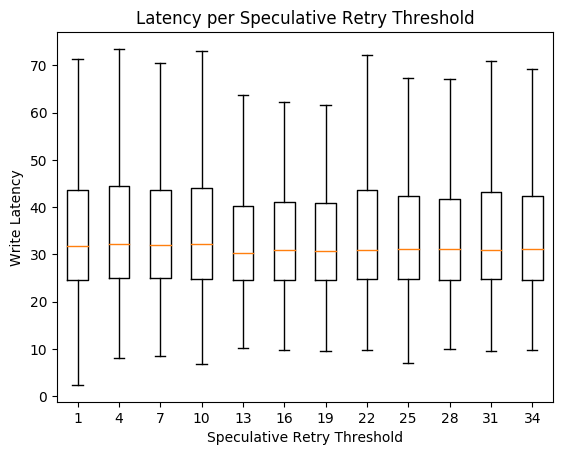 Latency per Speculative Retry Threshold
Write Latency
70
60
50
40
30
20
10
0
1 4 7 10 13 16 19 22 25 28 31 34
Speculative Retry Threshold